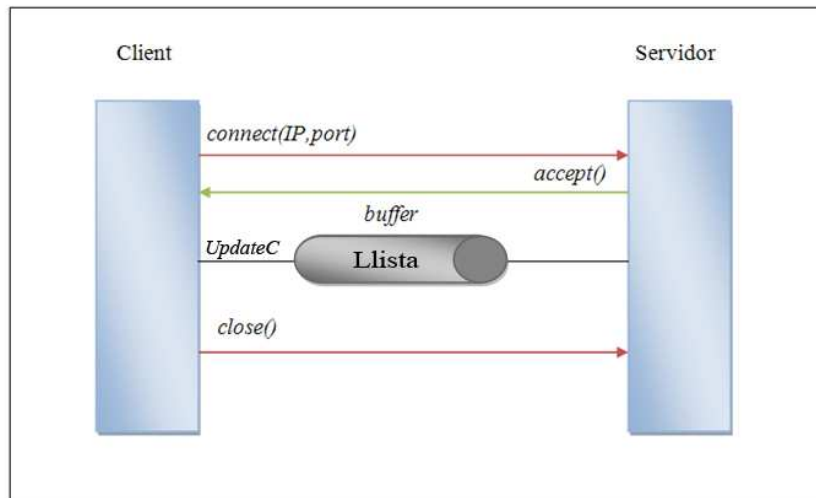 Client
Servidor
connect(IP,port)
accept()
buffer
UpdateC
Llista
close()